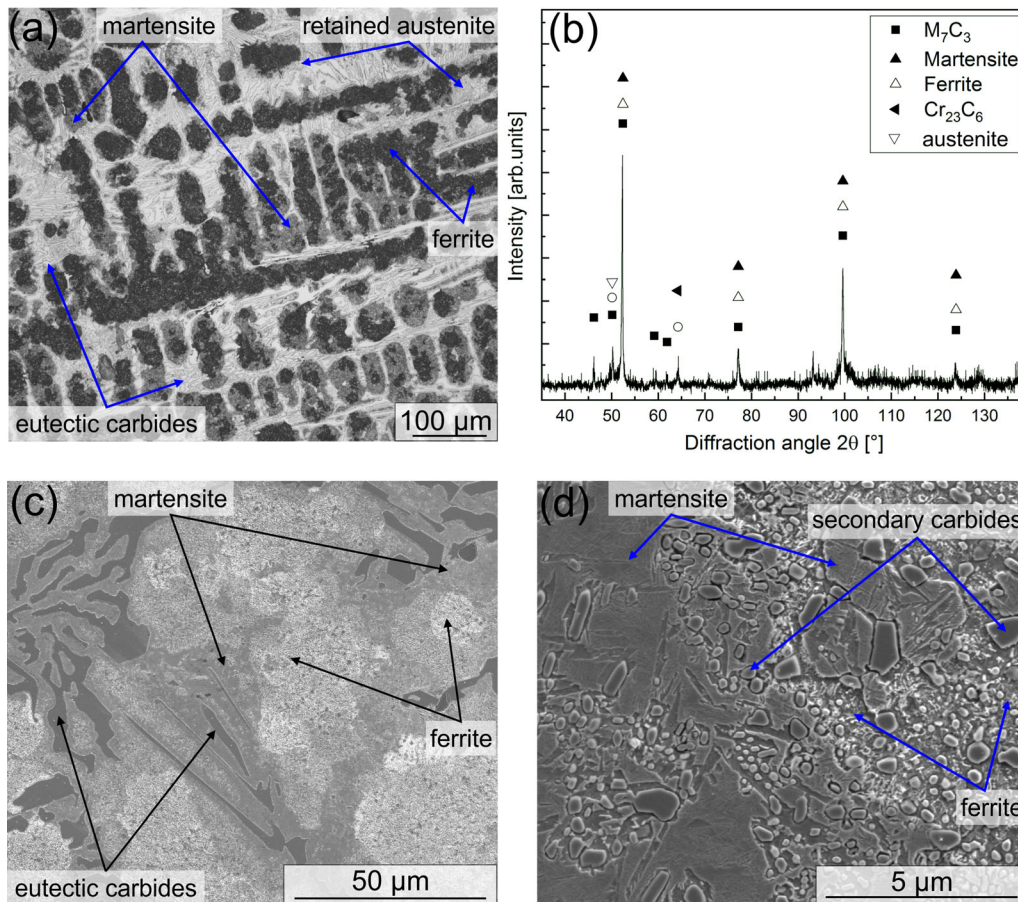 (a)
martensite
retained austenite
ferrite
eutectic carbides
100 µm
(b)
M₇C₃
Martensite
Ferrite
Cr₂₃C₆
austenite
Intensity [arb.units]
40 50 60 70 80 90 100 110 120 130
Diffraction angle 2θ [°]
(c)
martensite
ferrite
eutectic carbides
50 µm
(d)
martensite
secondary carbides
ferrite
5 µm